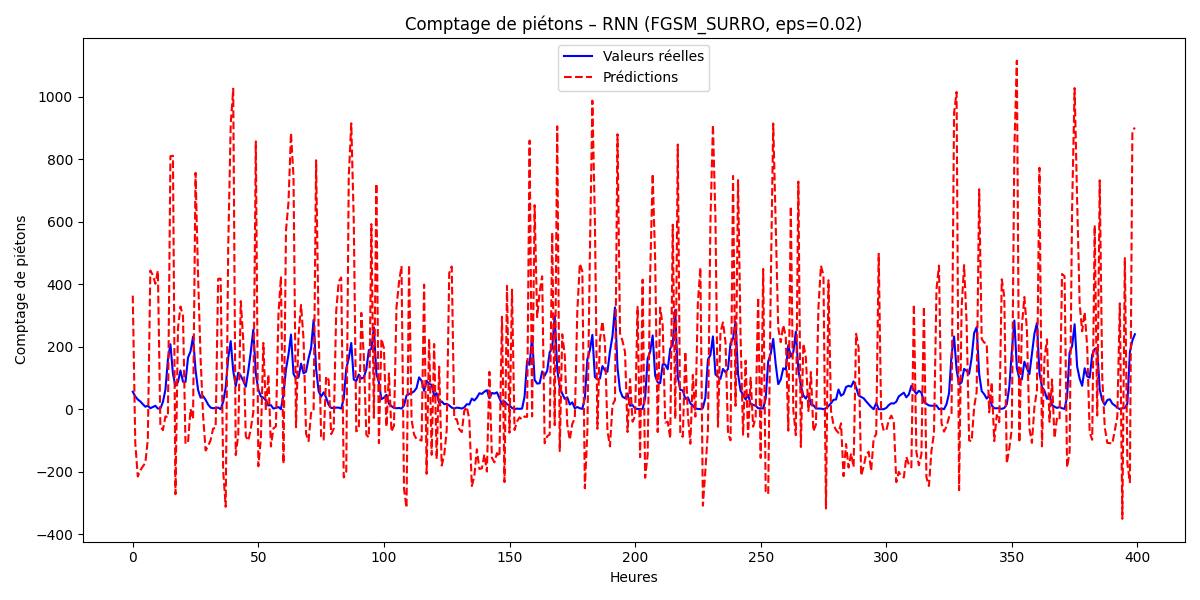 Comptage de piétons – RNN (FGSM_SURRO, eps=0.02)
Valeurs réelles
Prédictions
Comptage de piétons
1000
800
600
400
200
0
−200
−400
0 50 100 150 200 250 300 350 400
Heures